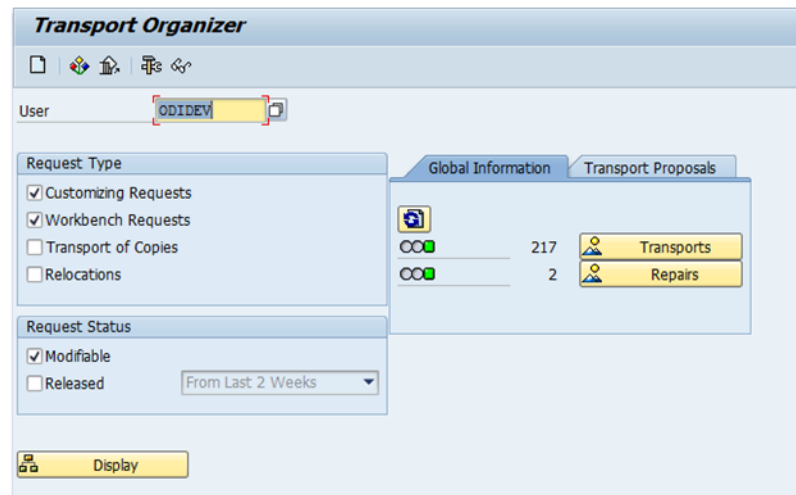 Transport Organizer
User ODIDEV
Request Type
Customizing Requests
Workbench Requests
Transport of Copies
Relocations
Global Information Transport Proposals
217 Transports
2 Repairs
Request Status
Modifiable
Released From Last 2 Weeks
Display